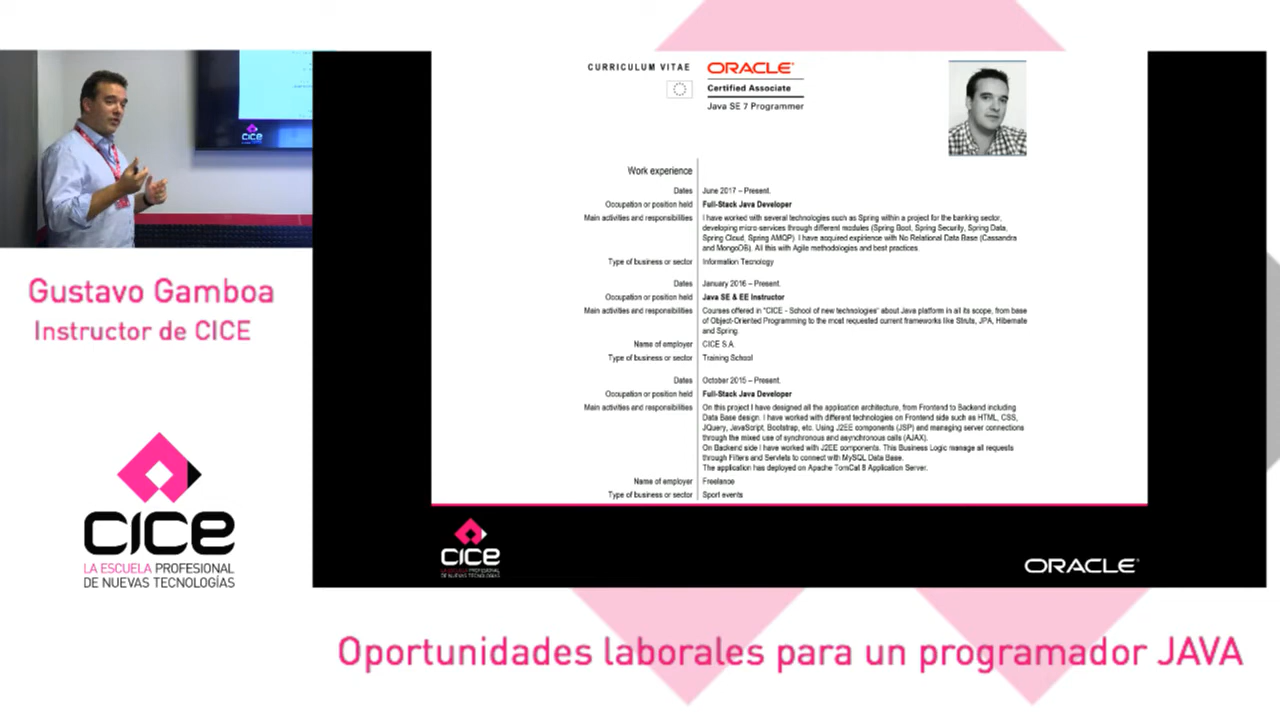 CURRICULUM VITAE
ORACLE
Certified Associate
Java SE 7 Programmer
Work experience
Dates June 2017 – Present.
Occupation or position held Full-Stack Java Developer
Main activities and responsibilities I have worked with several technologies such as Spring within a project for the banking sector,
developing micro services through different modules (Spring Boot, Spring Security, Spring Data,
Spring Cloud, Spring AMQP). I have acquired expirience with No Relational Data Base (Cassandra
and MongoDB). All this with Agile methodologies and best practices.
Type of business or sector Information Tecnology
Dates January 2016 – Present.
Occupation or position held Java SE & EE Instructor
Main activities and responsibilities Courses offered in "CICE - School of new technologies" about Java platform in all its scope, from base
of Object-Oriented Programming to the most requested current frameworks like Struts, JPA, Hibernate
and Spring.
Name of employer CICE S.A.
Type of business or sector Training School
Dates October 2015 – Present.
Occupation or position held Full-Stack Java Developer
Main activities and responsibilities On this project I have designed all the application architecture, from Frontend to Backend including
Data Base design. I have worked with different technologies on Frontend side such as HTML, CSS,
JQuery, JavaScript, Bootstrap, etc. Using J2EE components (JSP) and managing server connections
through the mixed use of synchronous and asynchronous calls (AJAX).
On Backend side I have worked with J2EE components. This Business Logic manage all requests
through Filters and Servlets to connect with MySQL Data Base.
The application has deployed on Apache TomCat 8 Application Server.
Name of employer Freelance
Type of business or sector Sport events
cice
LA ESCUELA PROFESIONAL
DE NUEVAS TECNOLOGÍAS
ORACLE
cice
Gustavo Gamboa
Instructor de CICE
cice
LA ESCUELA PROFESIONAL
DE NUEVAS TECNOLOGÍAS
Oportunidades laborales para un programador JAVA